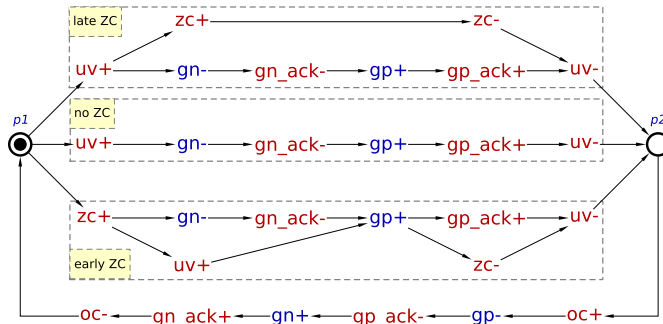 late ZC
zc+ zc-
uv+ gn- gn_ack- gp+ gp_ack+ uv-
no ZC
p1 p2
uv+ gn- gn_ack- gp+ gp_ack+ uv-
zc+ gn- gn_ack- gp+ gp_ack+ uv-
early ZC uv+ zc-
oc- gn_ack+ gn+ gp_ack- gp- oc+